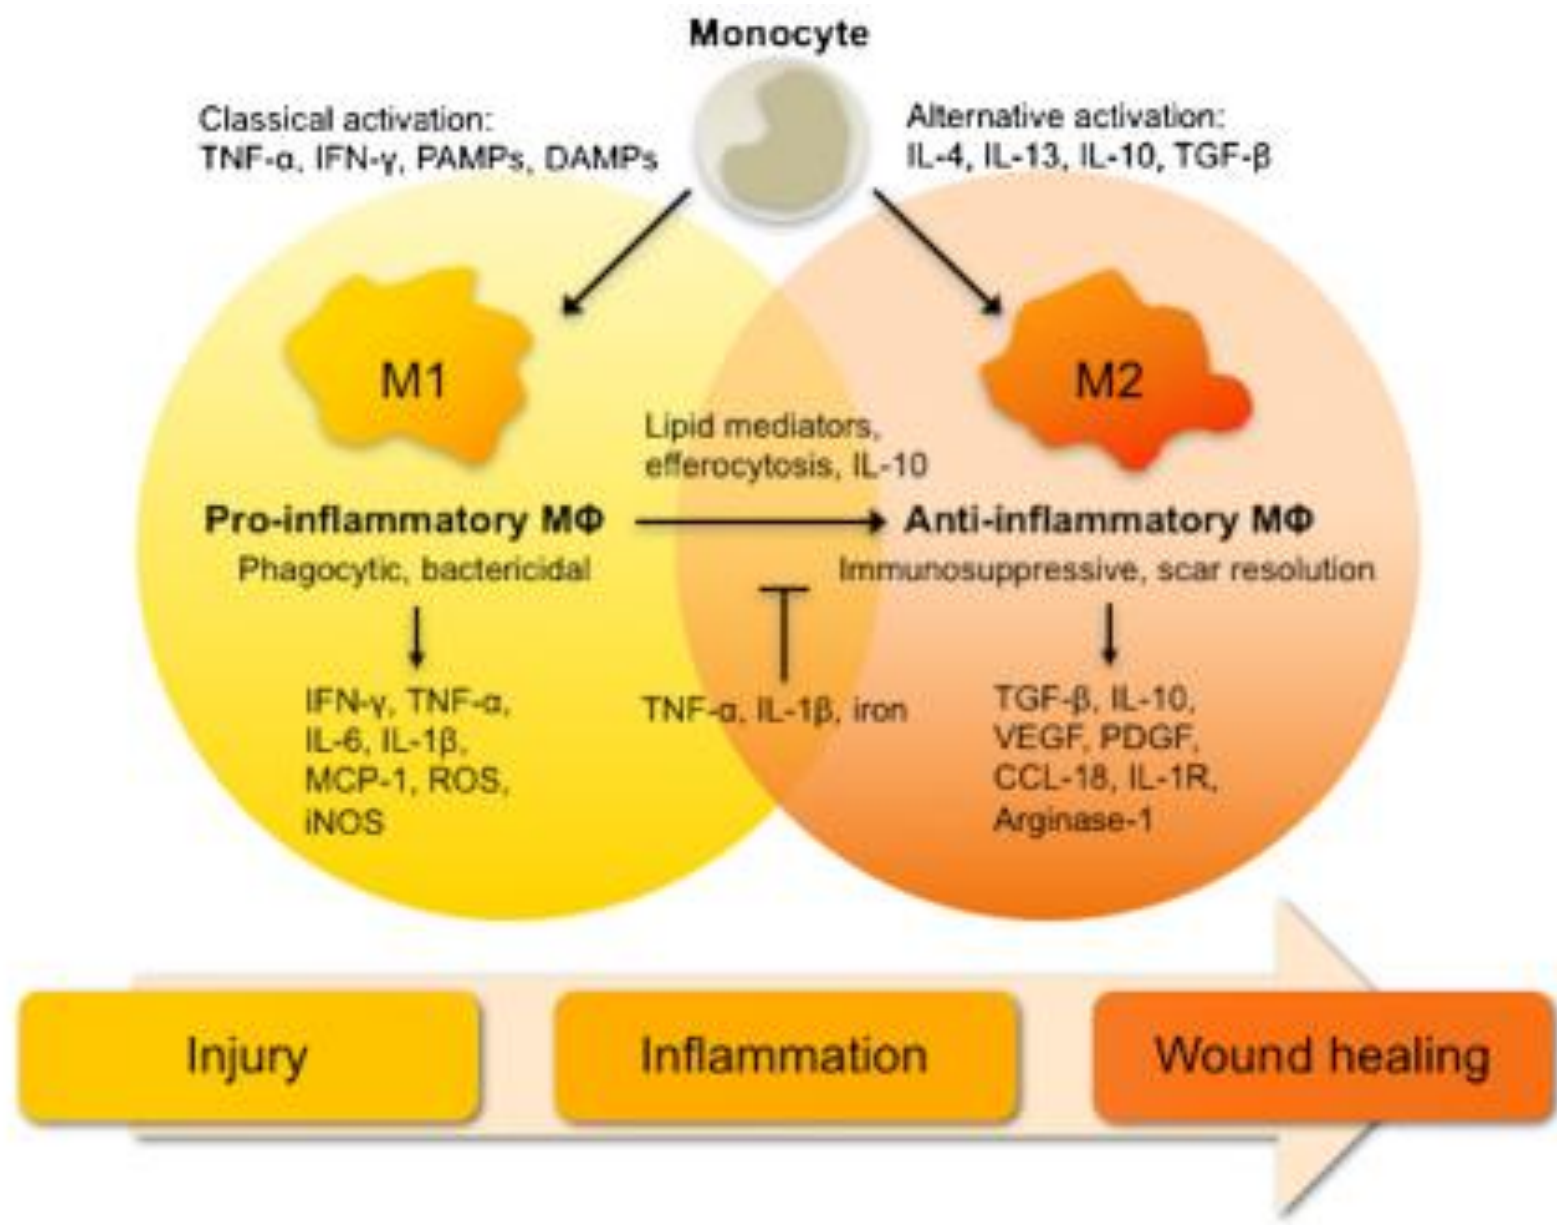 Monocyte
Classical activation:
TNF-α, IFN-γ, PAMPs, DAMPs
Alternative activation:
IL-4, IL-13, IL-10, TGF-β
M1
M2
Lipid mediators,
efferocytosis, IL-10
Pro-inflammatory MΦ
Anti-inflammatory MΦ
Phagocytic, bactericidal
Immunosuppressive, scar resolution
IFN-γ, TNF-α,
IL-6, IL-1β,
MCP-1, ROS,
iNOS
TNF-α, IL-1β, iron
TGF-β, IL-10,
VEGF, PDGF,
CCL-18, IL-1R,
Arginase-1
Injury
Inflammation
Wound healing